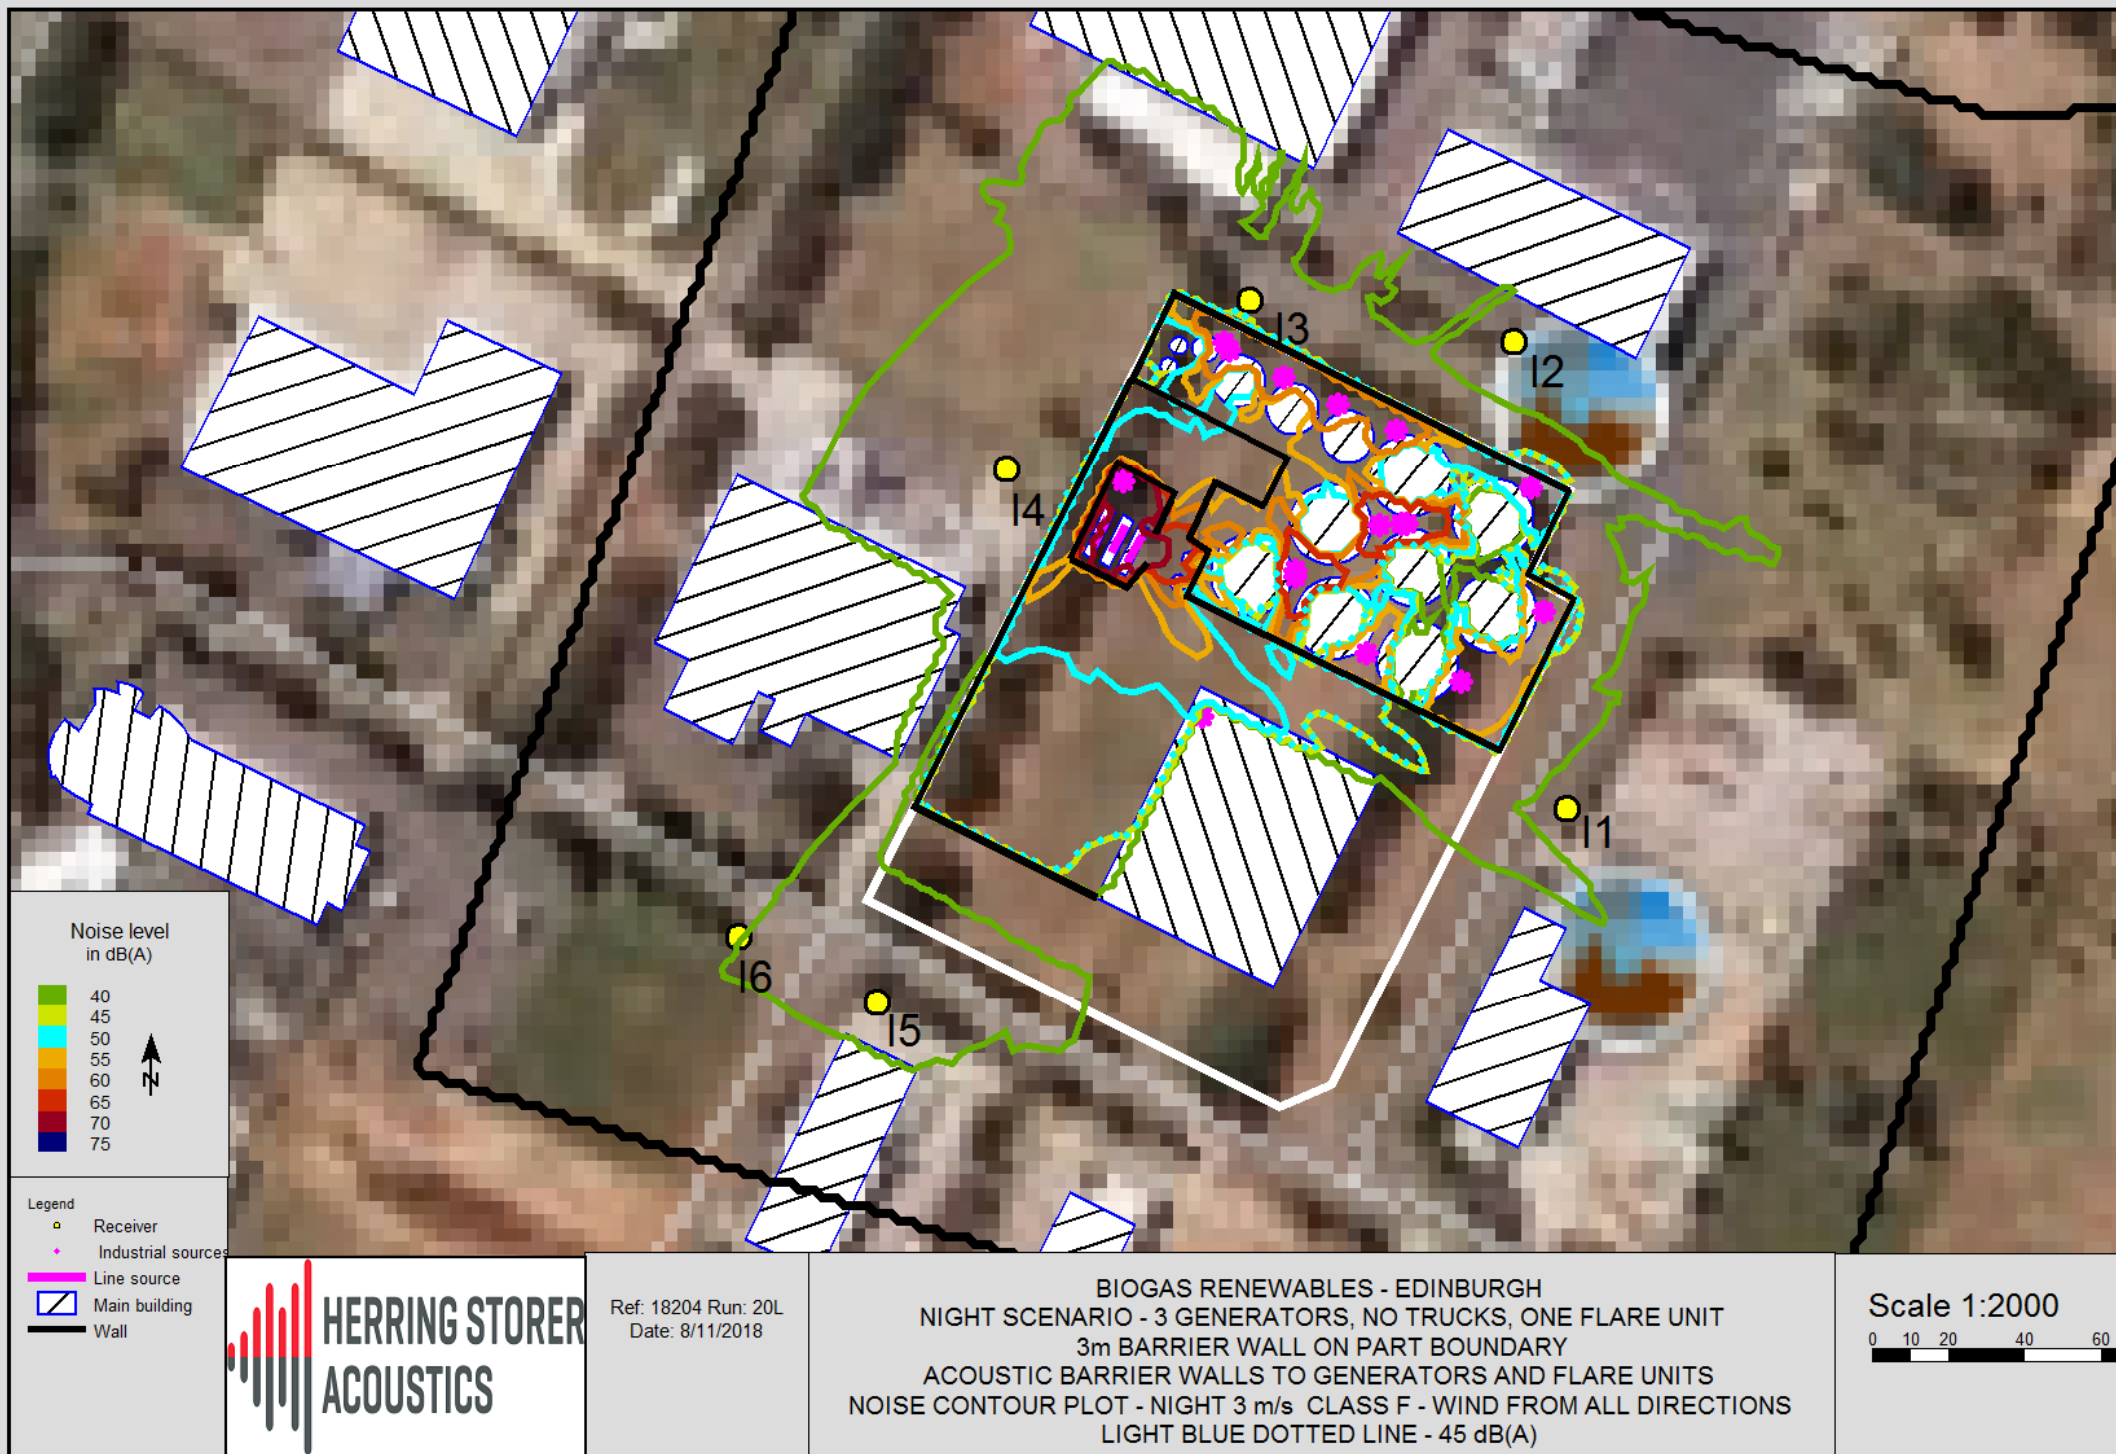 I3
I2
I4
I1
I6
I5
Noise level
in dB(A)
40
45
50
55
60
65
70
75
N
Legend
Receiver
Industrial sources
Line source
Main building
Wall
HERRING STORER
ACOUSTICS
Ref: 18204 Run: 20L
Date: 8/11/2018
BIOGAS RENEWABLES - EDINBURGH
NIGHT SCENARIO - 3 GENERATORS, NO TRUCKS, ONE FLARE UNIT
3m BARRIER WALL ON PART BOUNDARY
ACOUSTIC BARRIER WALLS TO GENERATORS AND FLARE UNITS
NOISE CONTOUR PLOT - NIGHT 3 m/s CLASS F - WIND FROM ALL DIRECTIONS
LIGHT BLUE DOTTED LINE - 45 dB(A)
Scale 1:2000
0 10 20 40 60